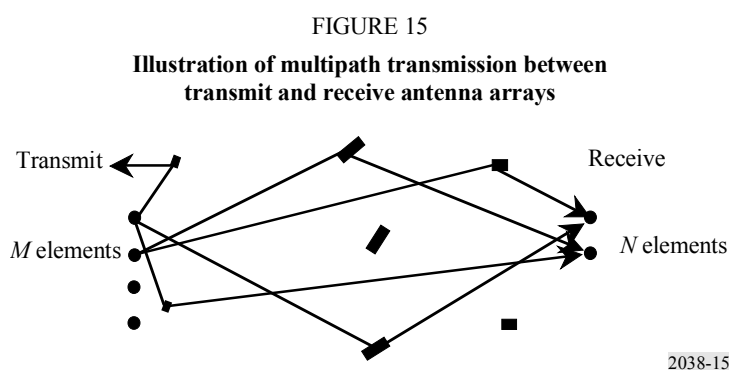 FIGURE 15
Illustration of multipath transmission between
transmit and receive antenna arrays
Transmit
Receive
M elements
N elements
2038-15